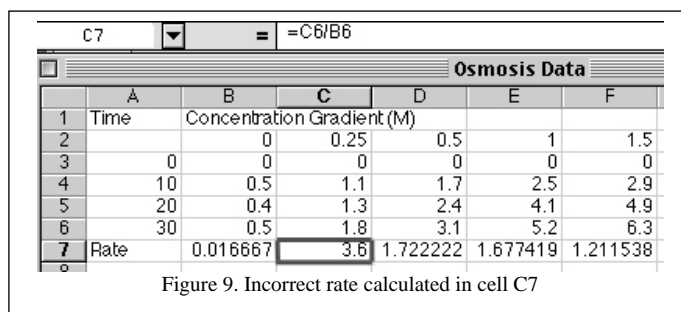 C7 = =C6/B6
Osmosis Data
A B C D E F
1 Time Concentration Gradient (M)
2 0 0.25 0.5 1 1.5
3 0 0 0 0 0 0
4 10 0.5 1.1 1.7 2.5 2.9
5 20 0.4 1.3 2.4 4.1 4.9
6 30 0.5 1.8 3.1 5.2 6.3
7 Rate 0.016667 3.6 1.722222 1.677419 1.211538
Figure 9. Incorrect rate calculated in cell C7